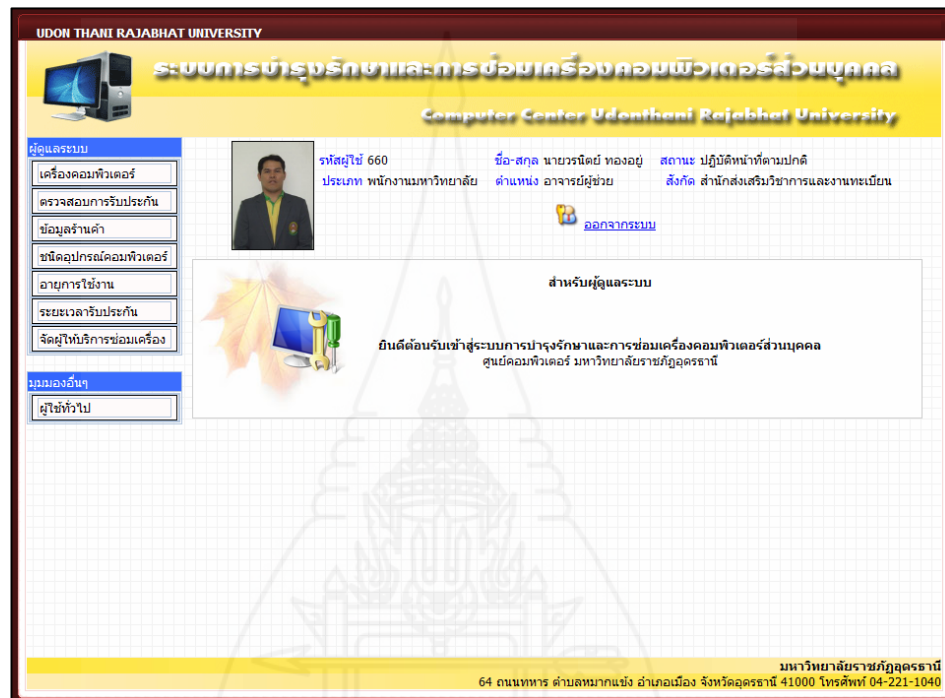 UDON THANI RAJABHAT UNIVERSITY
ระบบการบำรุงรักษาและการซ่อมเครื่องคอมพิวเตอร์ส่วนบุคคล
Computer Center Udonthani Rajabhat University
ผู้ดูแลระบบ
เครื่องคอมพิวเตอร์
ตรวจสอบการรับประกัน
ข้อมูลร้านค้า
ชนิดอุปกรณ์คอมพิวเตอร์
อายุการใช้งาน
ระยะเวลารับประกัน
จัดผู้ให้บริการซ่อมเครื่อง
มุมมองอื่นๆ
ผู้ใช้ทั่วไป
รหัสผู้ใช้ 660 ชื่อ-สกุล นายวรนิตย์ ทองอยู่ สถานะ ปฏิบัติหน้าที่ตามปกติ
ประเภท พนักงานมหาวิทยาลัย ตำแหน่ง อาจารย์ผู้ช่วย สังกัด สำนักส่งเสริมวิชาการและงานทะเบียน
ออกจากระบบ
สำหรับผู้ดูแลระบบ
ยินดีต้อนรับเข้าสู่ระบบการบำรุงรักษาและการซ่อมเครื่องคอมพิวเตอร์ส่วนบุคคล
ศูนย์คอมพิวเตอร์ มหาวิทยาลัยราชภัฏอุดรธานี
มหาวิทยาลัยราชภัฏอุดรธานี
64 ถนนทหาร ตำบลหมากแข้ง อำเภอเมือง จังหวัดอุดรธานี 41000 โทรศัพท์ 04-221-1040